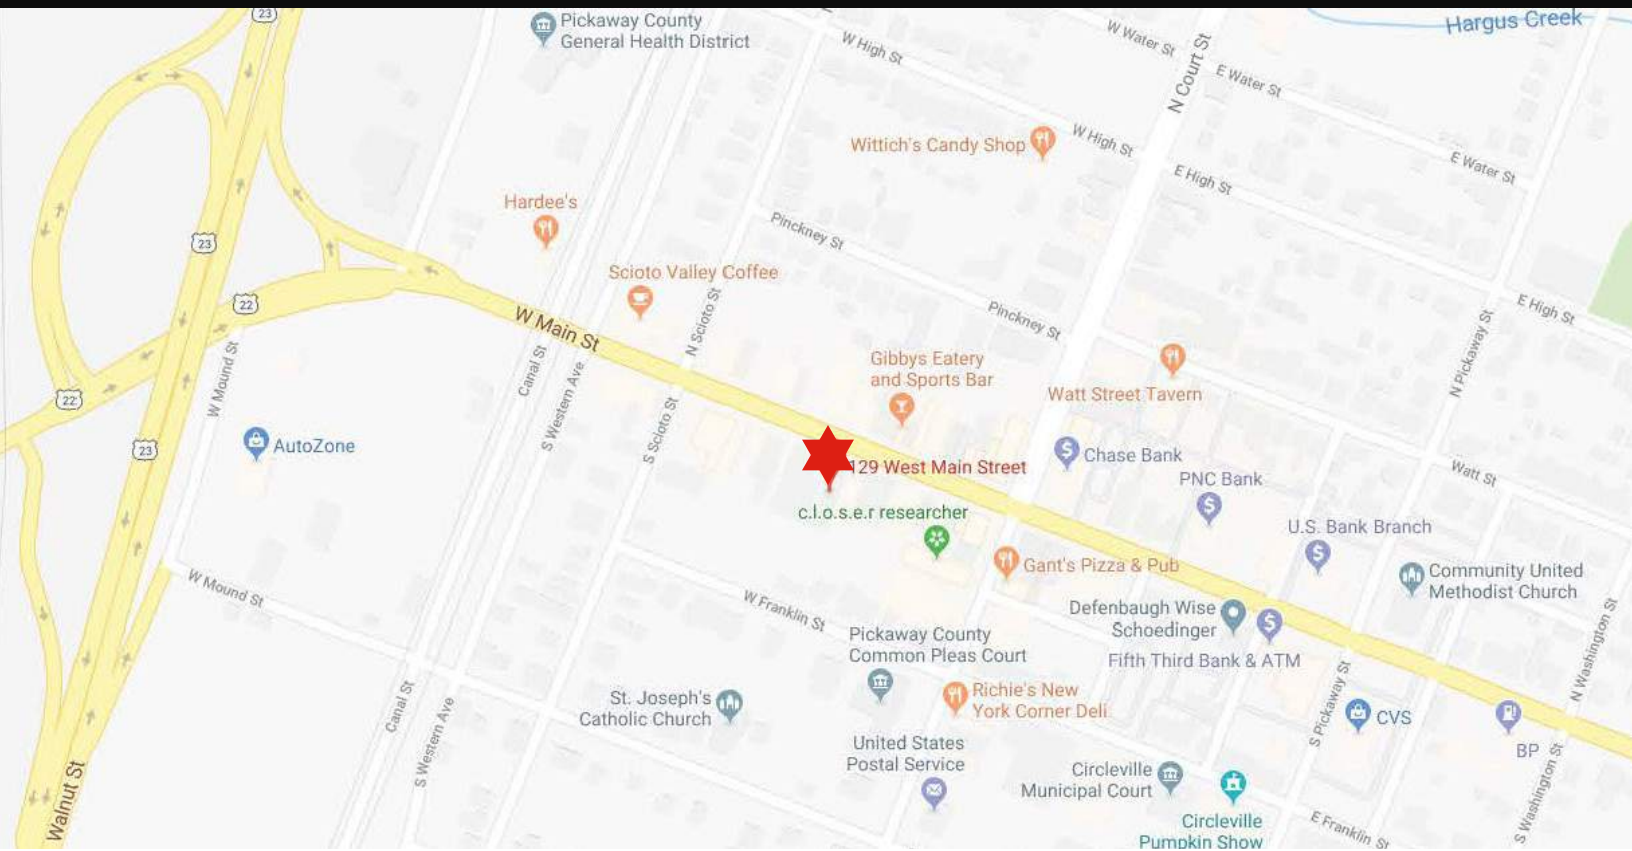 23
Pickaway County
General Health District
W High St
W Water St
N Court St
E Water St
Hargus Creek
Wittich's Candy Shop
W High St
E High St
E Water St
Hardee's
Pinckney St
23
Scioto Valley Coffee
22
W Main St
N Scioto St
Pinckney St
E High St
N Pickaway St
W Mound St
Canal St
S Western Ave
Gibbys Eatery
and Sports Bar
Watt Street Tavern
22
S Scioto St
AutoZone
23
129 West Main Street
Chase Bank
PNC Bank
Watt St
c.l.o.s.e.r researcher
U.S. Bank Branch
Gant's Pizza & Pub
Community United
Methodist Church
W Mound St
W Franklin St
Defenbaugh Wise
Schoedinger
Pickaway County
Common Pleas Court
Fifth Third Bank & ATM
N Washington St
St. Joseph's
Catholic Church
Richie's New
York Corner Deli
Canal St
S Western Ave
S Pickaway St
CVS
BP
United States
Postal Service
Circleville
Municipal Court
S Washington St
Walnut St
Circleville
Pumpkin Show
E Franklin St